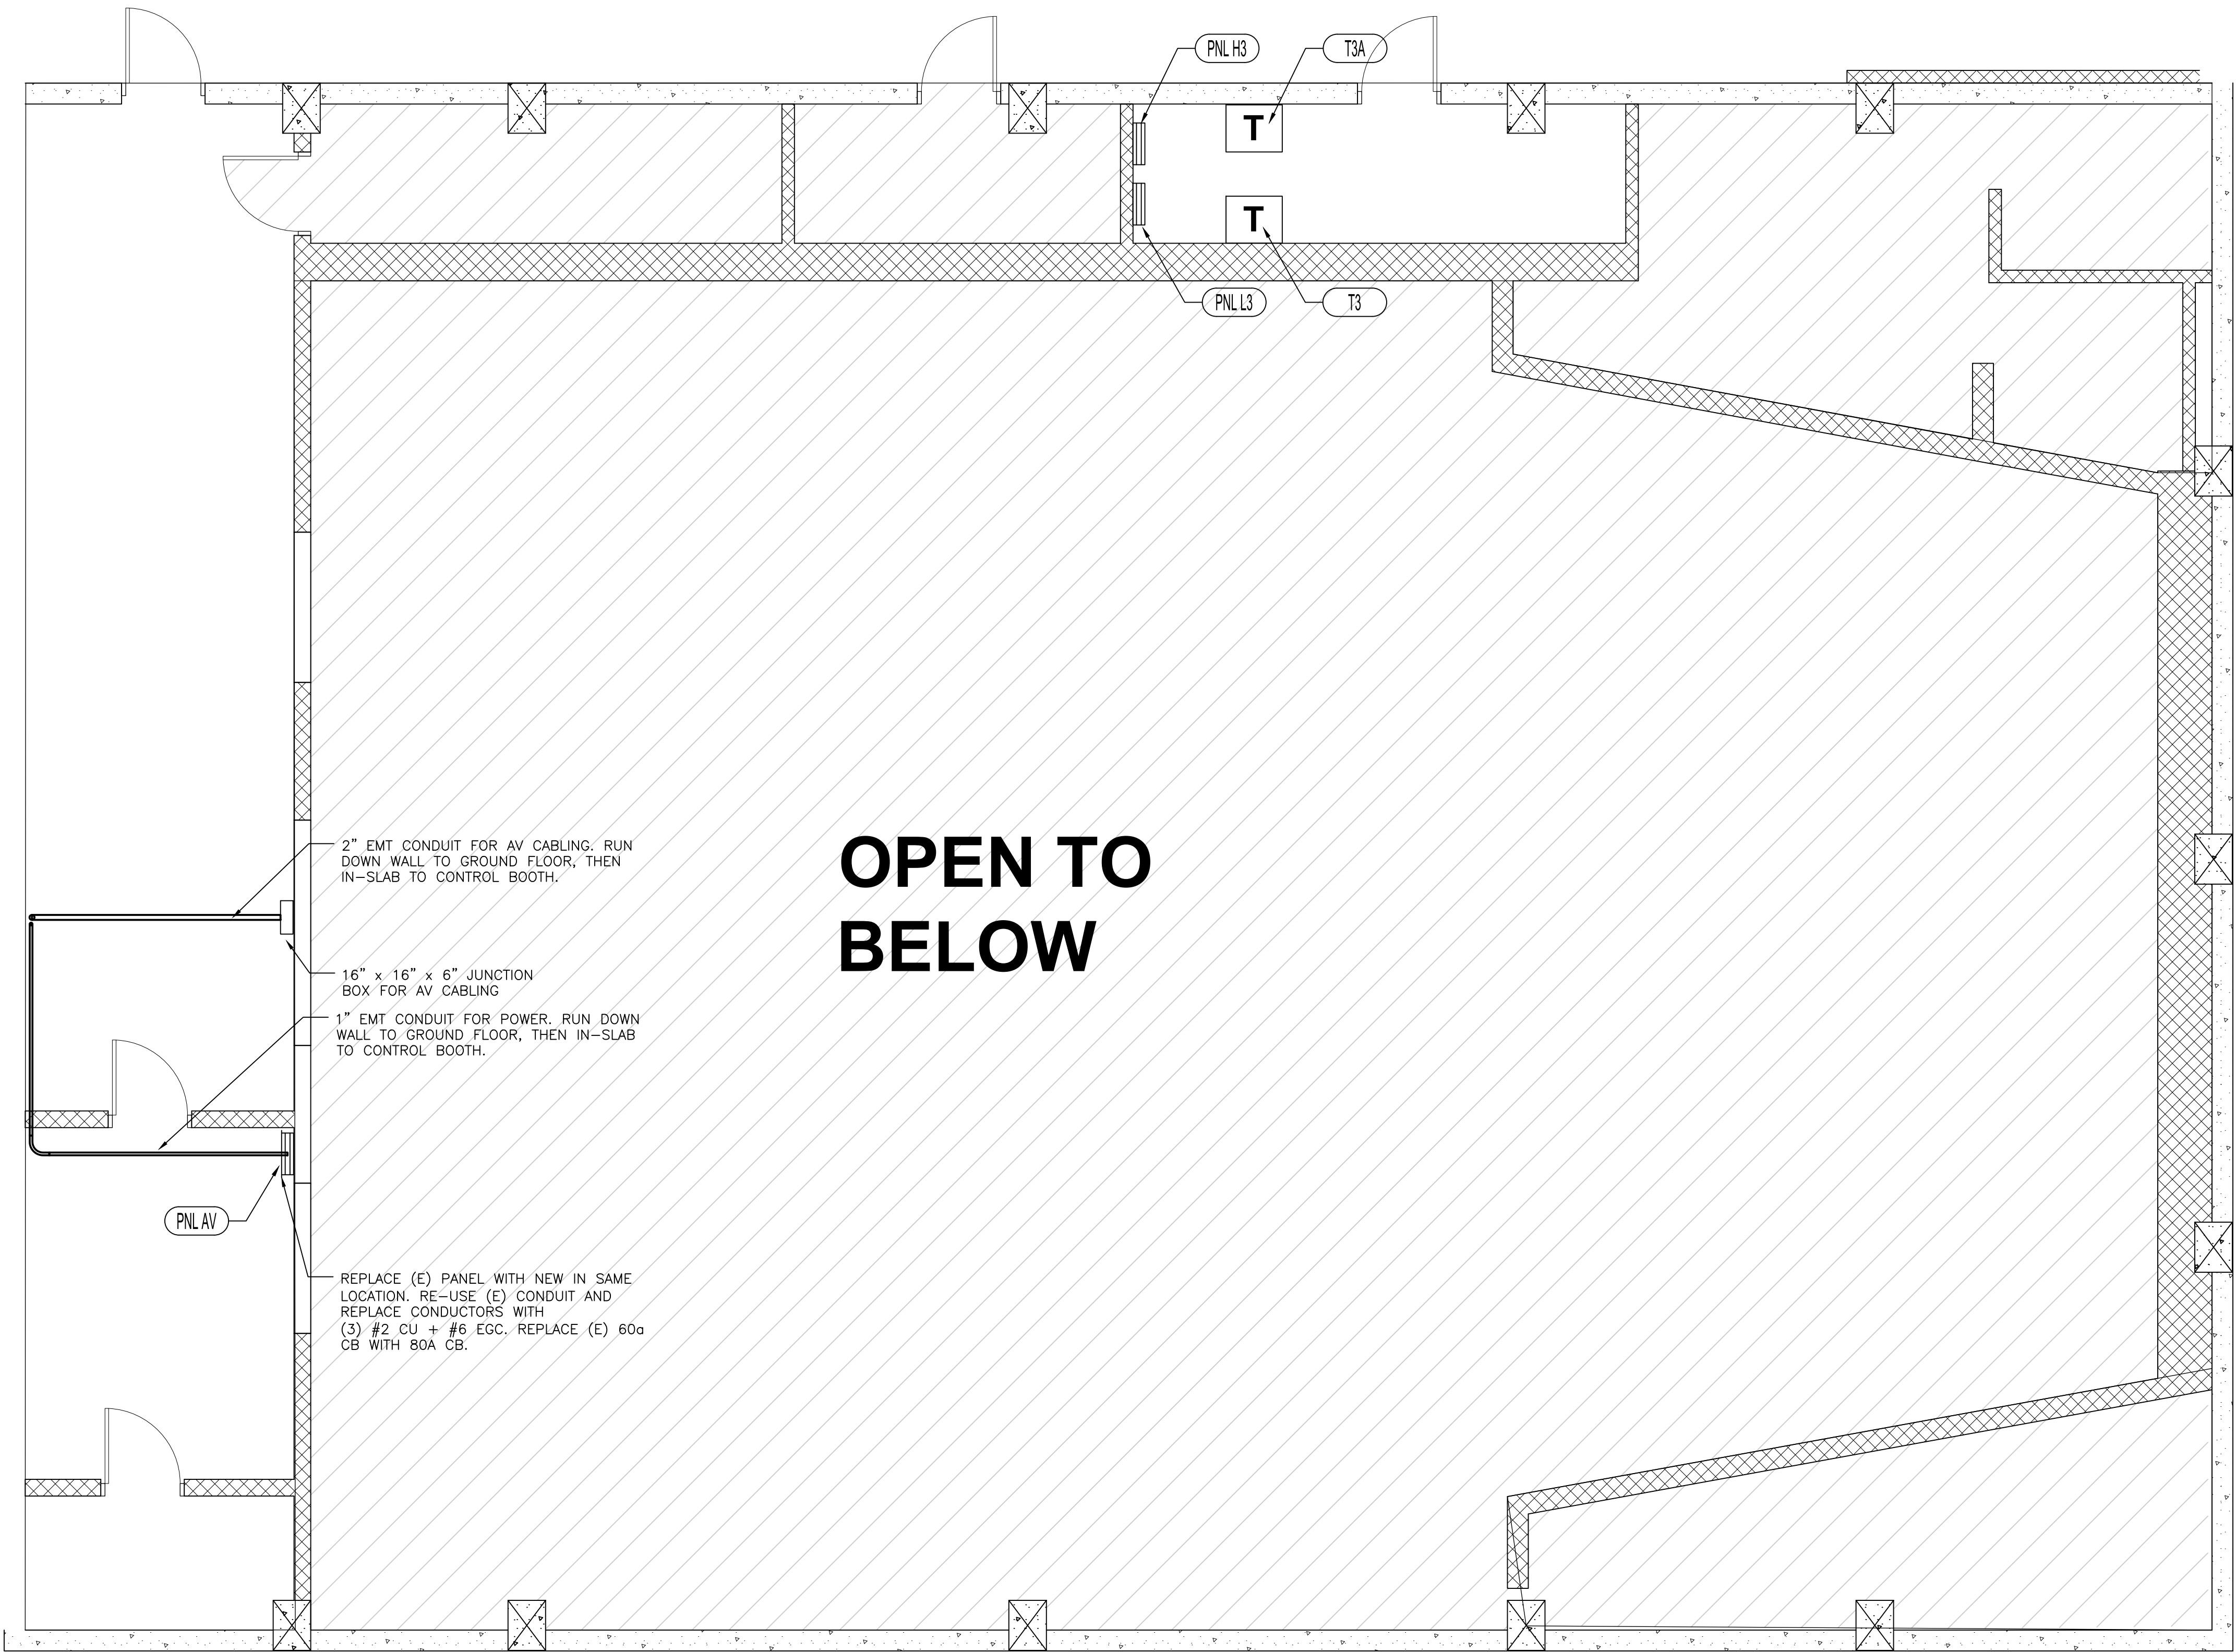 PNL H3
T3A
T
T
PNL L3
T3
2” EMT CONDUIT FOR AV CABLING. RUN
DOWN WALL TO GROUND FLOOR, THEN
IN-SLAB TO CONTROL BOOTH.
OPEN TO
BELOW
16” x 16” x 6” JUNCTION
BOX FOR AV CABLING
1” EMT CONDUIT FOR POWER. RUN DOWN
WALL TO GROUND FLOOR, THEN IN-SLAB
TO CONTROL BOOTH.
PNL AV
REPLACE (E) PANEL WITH NEW IN SAME
LOCATION. RE-USE (E) CONDUIT AND
REPLACE CONDUCTORS WITH
(3) #2 CU + #6 EGC. REPLACE (E) 60a
CB WITH 80A CB.